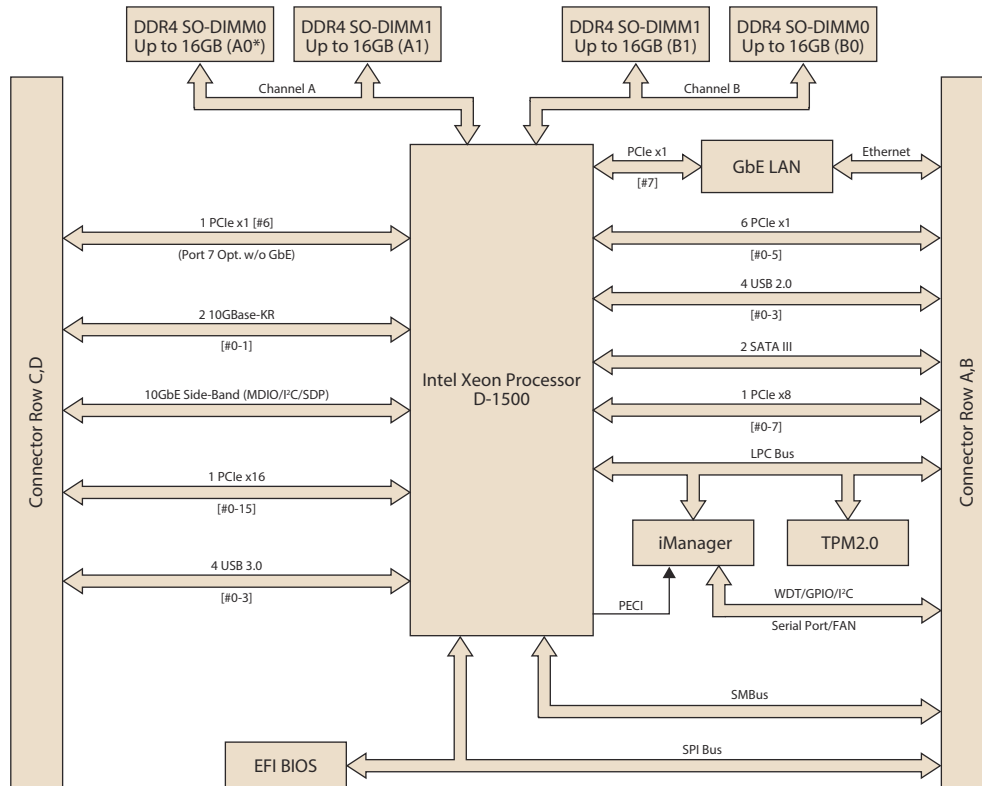 DDR4 SO-DIMM0
Up to 16GB (A0*)
DDR4 SO-DIMM1
Up to 16GB (A1)
DDR4 SO-DIMM1
Up to 16GB (B1)
DDR4 SO-DIMM0
Up to 16GB (B0)
Channel A
Channel B
Connector Row C,D
1 PCIe x1 [#6]
(Port 7 Opt. w/o GbE)
2 10GBase-KR
[#0-1]
10GbE Side-Band (MDIO/I²C/SDP)
1 PCIe x16
[#0-15]
4 USB 3.0
[#0-3]
Intel Xeon Processor
D-1500
PCIe x1
[#7]
GbE LAN
Ethernet
6 PCIe x1
[#0-5]
4 USB 2.0
[#0-3]
2 SATA III
1 PCIe x8
[#0-7]
LPC Bus
iManager
TPM2.0
PECI
WDT/GPIO/I²C
Serial Port/FAN
SMBus
SPI Bus
EFI BIOS
Connector Row A,B